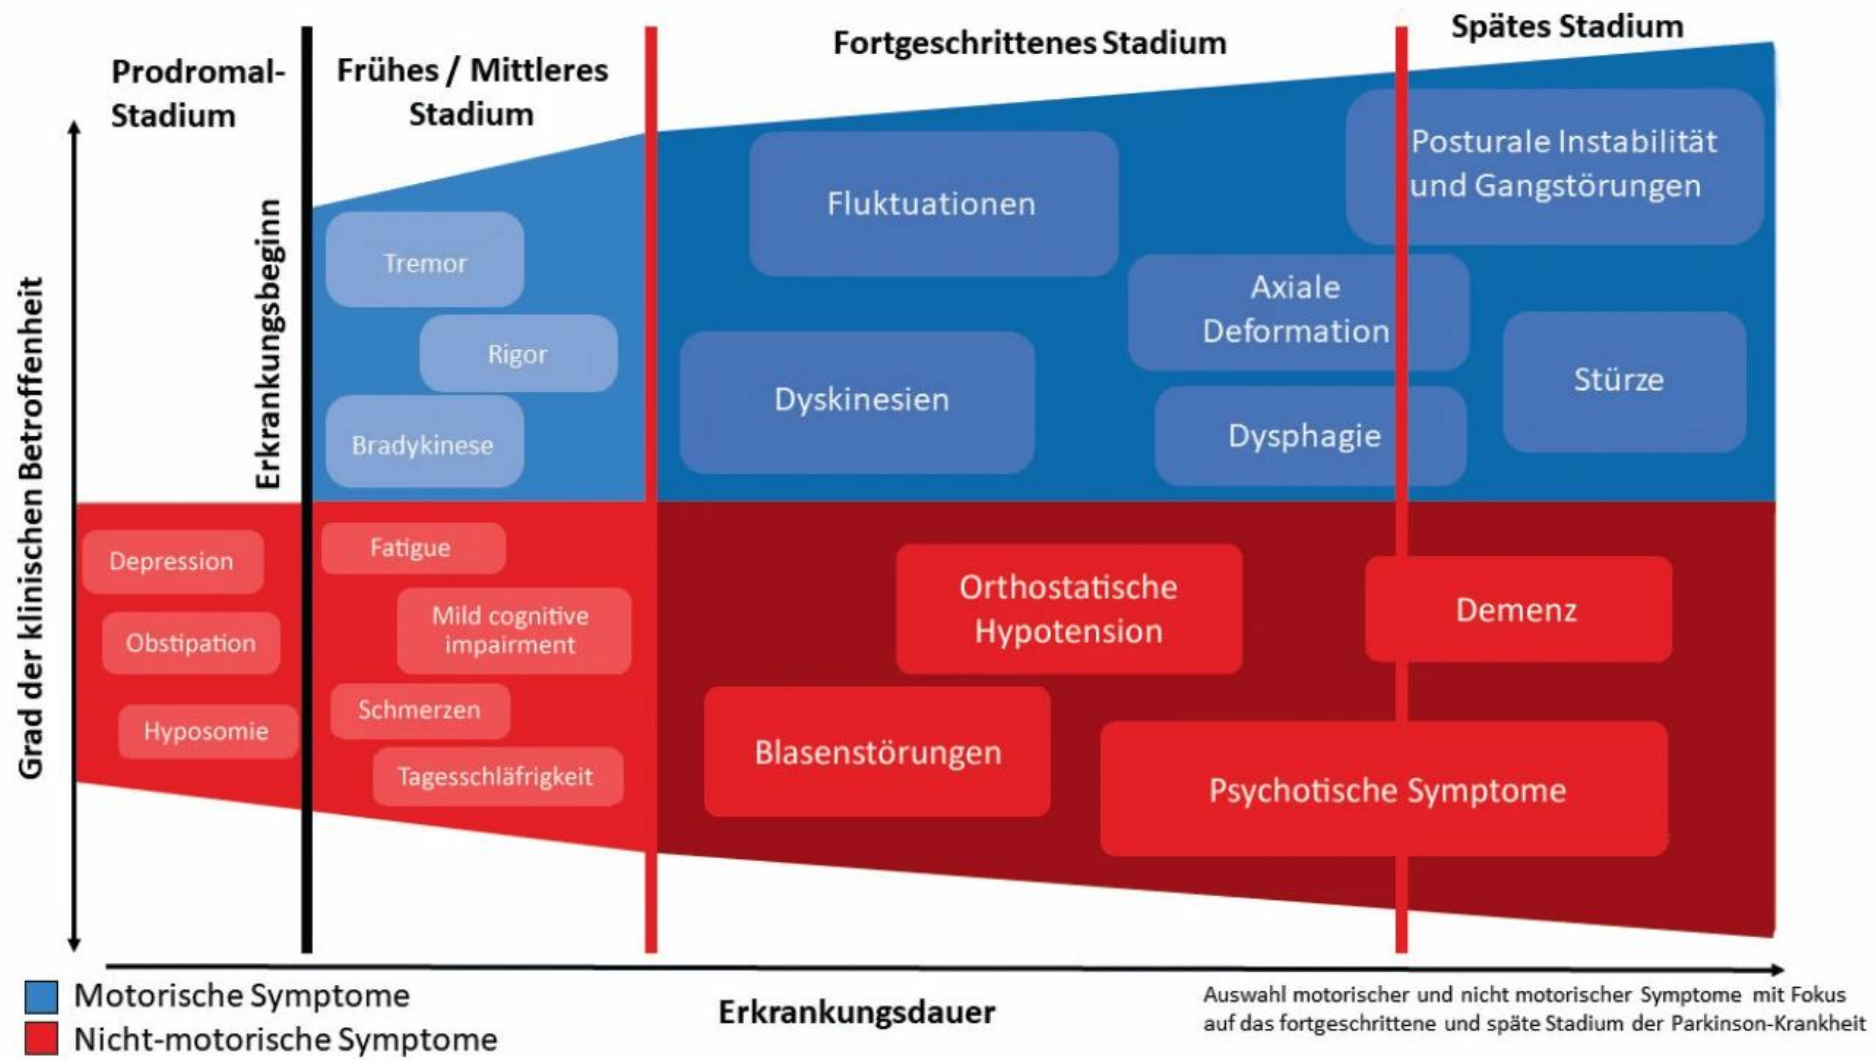 Prodromal-
Stadium
Frühes / Mittleres
Stadium
Fortgeschrittenes Stadium
Spätes Stadium
Grad der klinischen Betroffenheit
Erkrankungsbeginn
Tremor
Rigor
Bradykinese
Fluktuationen
Dyskinesien
Posturale Instabilität
und Gangstörungen
Axiale
Deformation
Dysphagie
Stürze
Depression
Obstipation
Hyposomie
Fatigue
Mild cognitive
impairment
Schmerzen
Tagesschläfrigkeit
Orthostatische
Hypotension
Blasenstörungen
Demenz
Psychotische Symptome
Motorische Symptome
Nicht-motorische Symptome
Erkrankungsdauer
Auswahl motorischer und nicht motorischer Symptome mit Fokus
auf das fortgeschrittene und späte Stadium der Parkinson-Krankheit